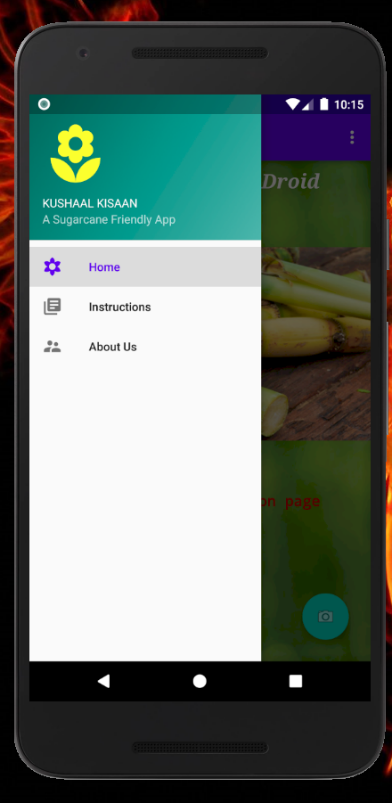 10:15
KUSHAAL KISAAN
A Sugarcane Friendly App
Droid
Home
Instructions
About Us
on page